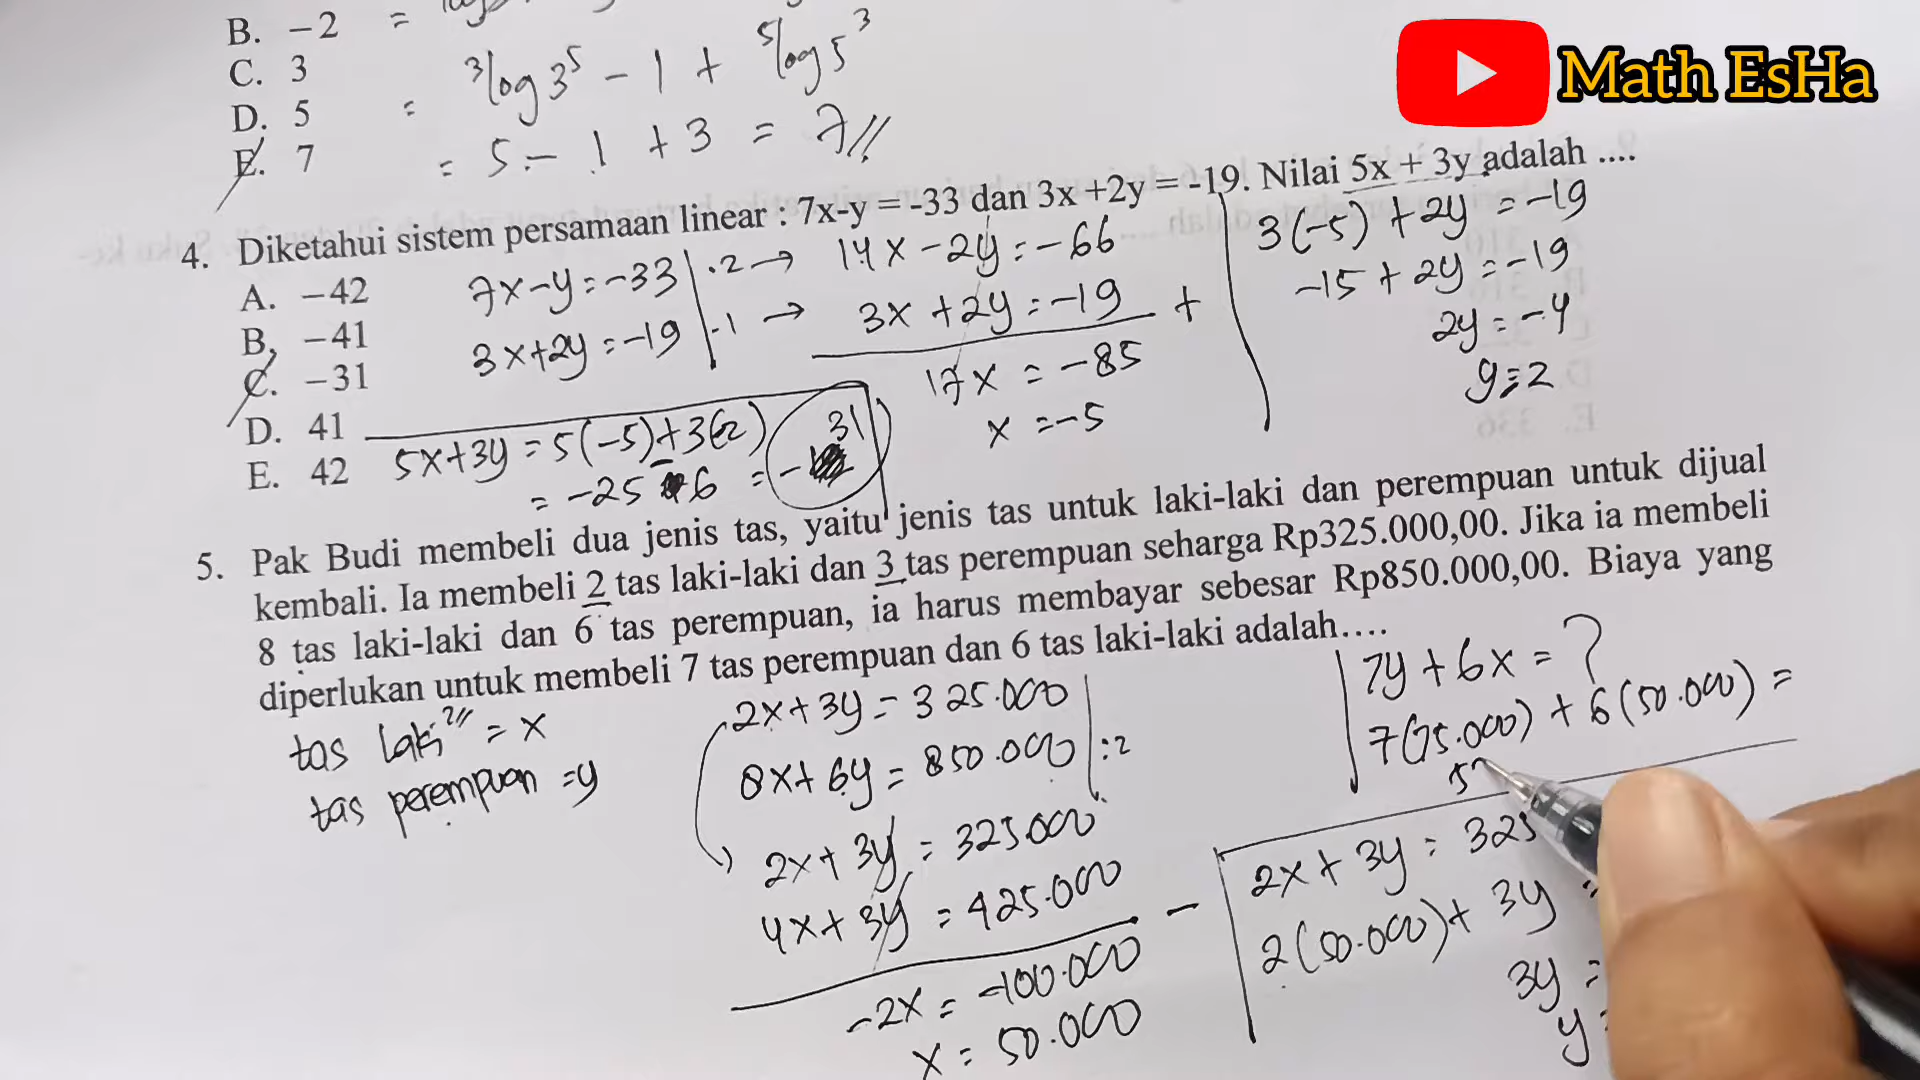 B. −2 =
C. 3 ³log 3⁵ − 1 + ⁵log 5³
D. 5 =
E. 7 = 5 − 1 + 3 = 7//
Math EsHa
4. Diketahui sistem persamaan linear : 7x-y = -33 dan 3x +2y = -19. Nilai 5x + 3y adalah ....
A. −42
B. −41
C. −31
D. 41
E. 42
7x−y=−33 | .2 → 14x − 2y = −66
3x+2y=−19 | .1 → 3x + 2y = −19 +
17x = −85
x = −5
3(−5) + 2y = −19
−15 + 2y = −19
2y = −4
y = 2
5x+3y = 5(−5)+3(-2)
= −25 − 6 = −31
5. Pak Budi membeli dua jenis tas, yaitu jenis tas untuk laki-laki dan perempuan untuk dijual
kembali. Ia membeli 2 tas laki-laki dan 3 tas perempuan seharga Rp325.000,00. Jika ia membeli
8 tas laki-laki dan 6 tas perempuan, ia harus membayar sebesar Rp850.000,00. Biaya yang
diperlukan untuk membeli 7 tas perempuan dan 6 tas laki-laki adalah....
tas laki²// = x
tas perempuan = y
2x + 3y = 325.000
8x + 6y = 850.000 | :2
2x + 3y = 325000
4x + 3y = 425.000 −
−2x = −100.000
x = 50.000
7y + 6x = ?
7(75.000) + 6(50.000) =
2x + 3y = 325
2(50.000) + 3y =
3y =
y =